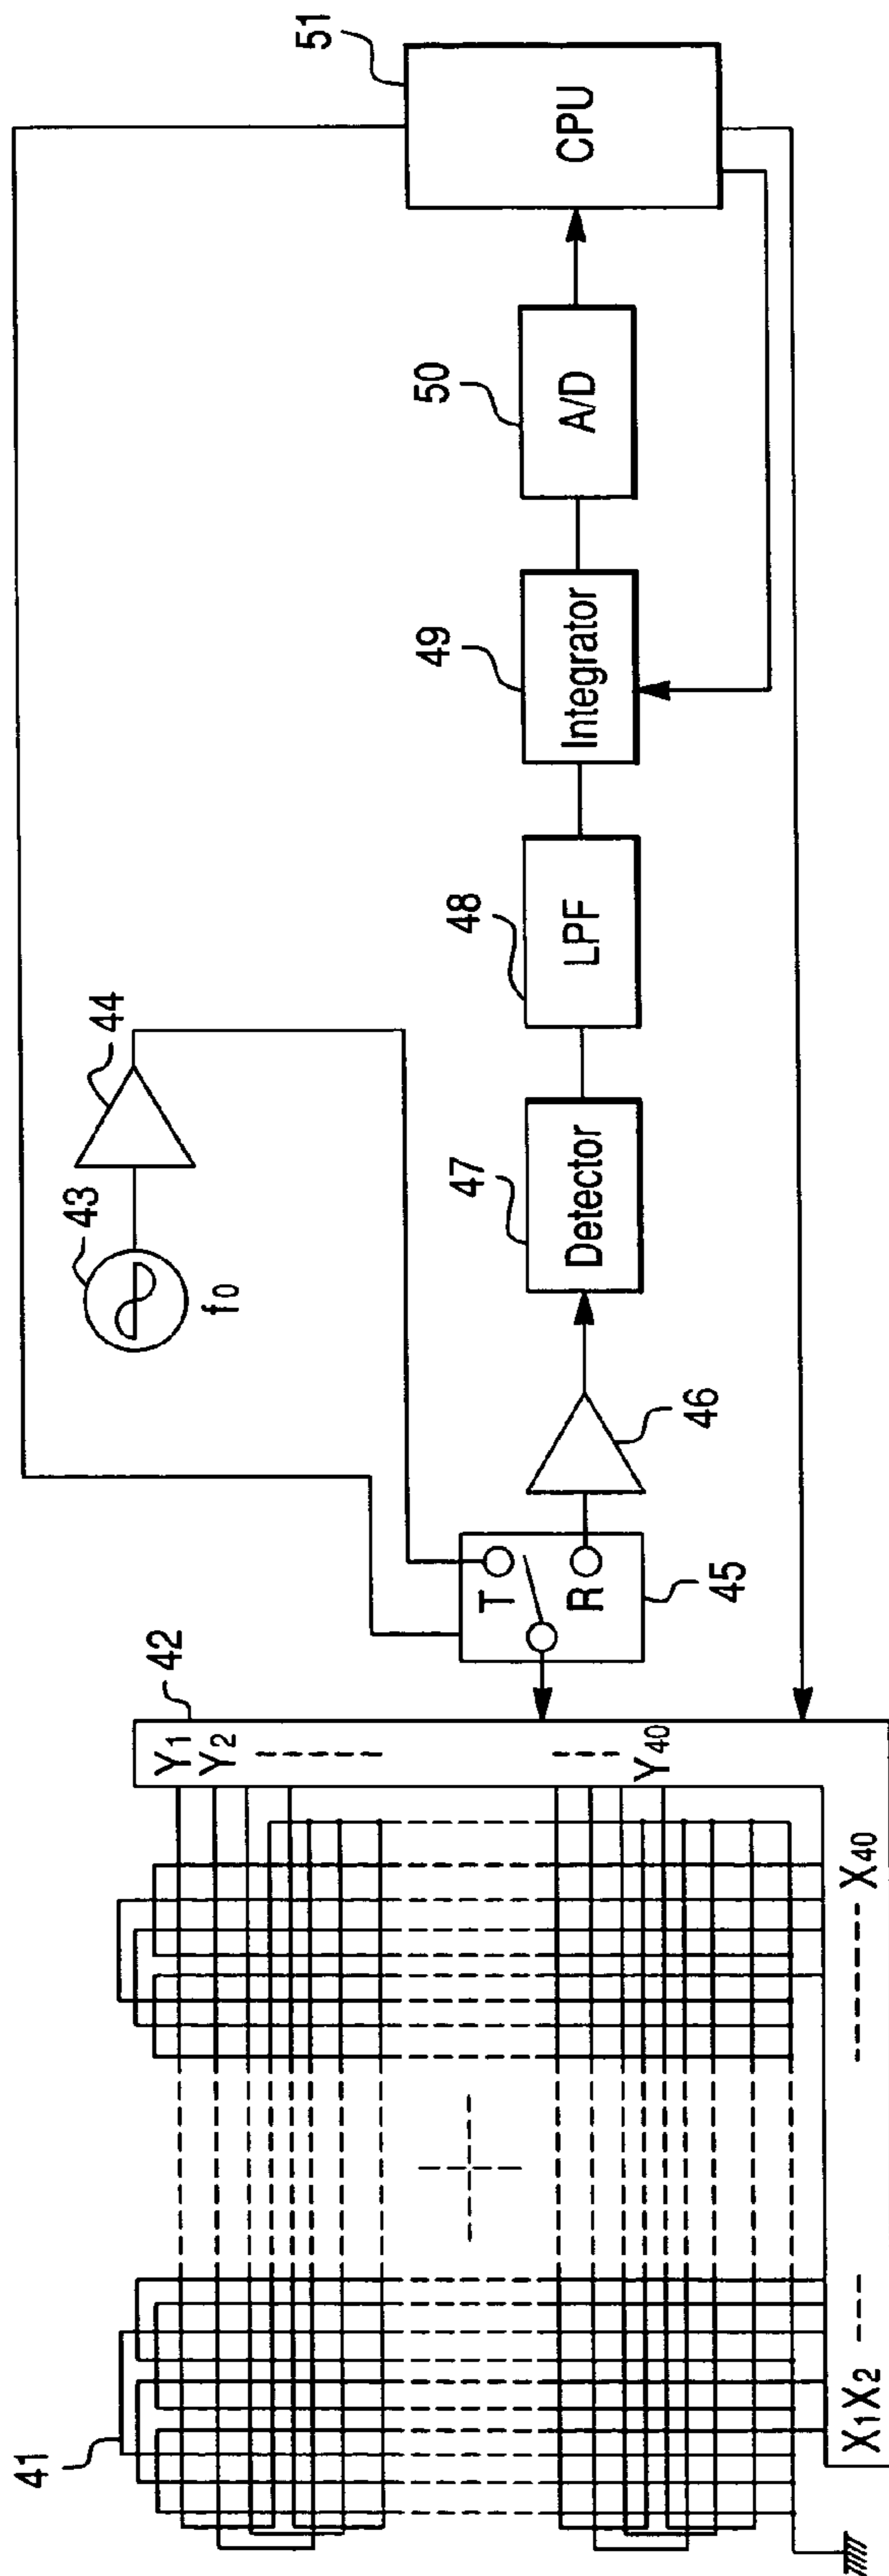 41
42
43
44
f0
51
Y1
Y2
Y40
T
R
45
46
47
Detector
48
LPF
49
Integrator
50
A/D
CPU
X1 X2
X40